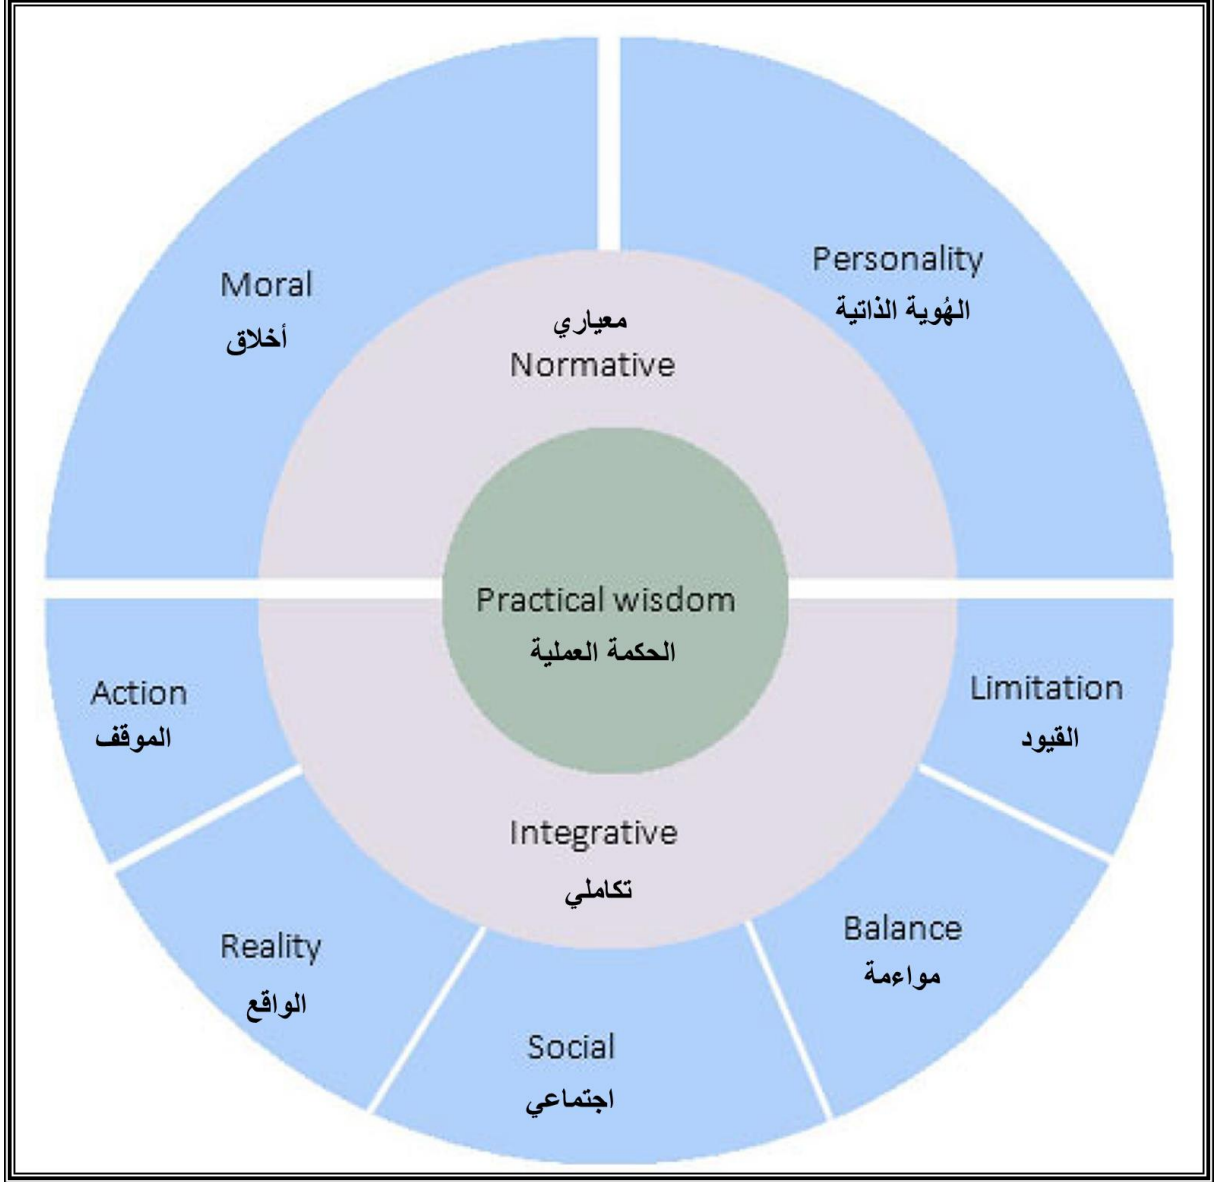 Moral
أخلاق
Personality
الهُوية الذاتية
معياري
Normative
Practical wisdom
الحكمة العملية
Action
الموقف
Limitation
القيود
Integrative
تكاملي
Reality
الواقع
Balance
مواءمة
Social
اجتماعي